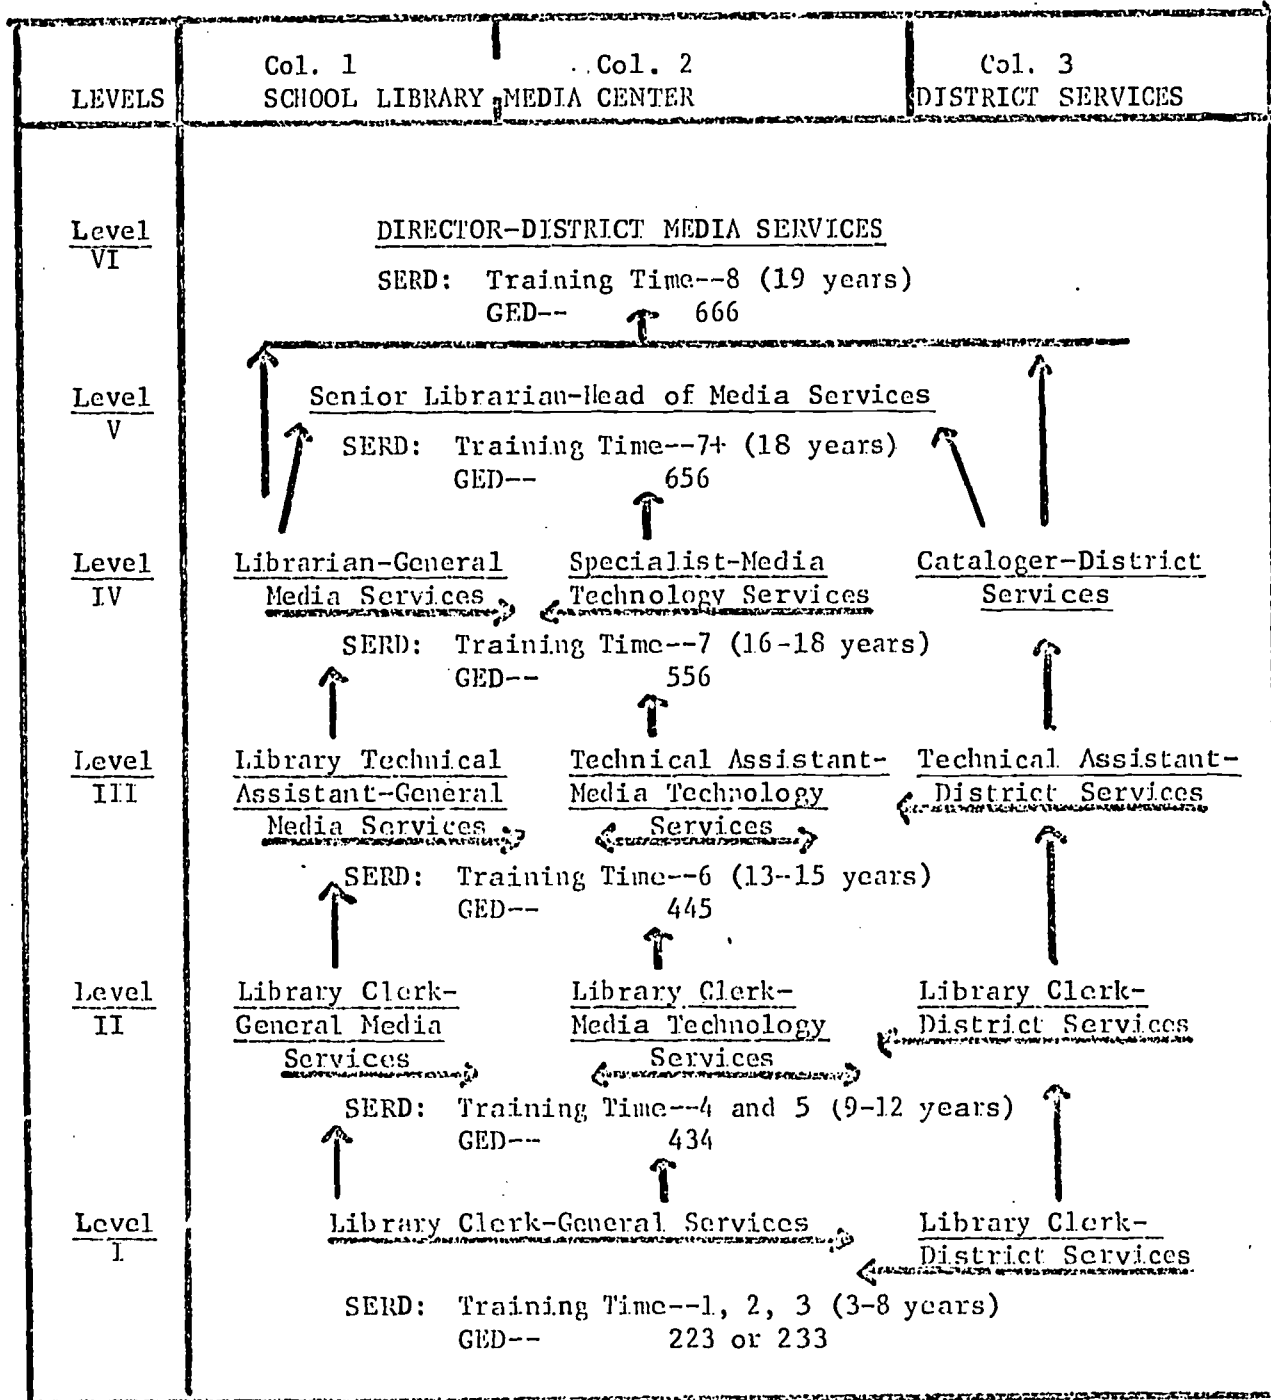 Col. 1 Col. 2 Col. 3
LEVELS SCHOOL LIBRARY MEDIA CENTER DISTRICT SERVICES
Level VI
DIRECTOR-DISTRICT MEDIA SERVICES
SERD: Training Time--8 (19 years)
GED-- 666
Level V
Senior Librarian-Head of Media Services
SERD: Training Time--7+ (18 years)
GED-- 656
Level Librarian-General Specialist-Media Cataloger-District
IV Media Services Technology Services Services
SERD: Training Time--7 (16-18 years)
GED-- 556
Level Library Technical Technical Assistant- Technical Assistant-
III Assistant-General Media Technology District Services
Media Services Services
SERD: Training Time--6 (13--15 years)
GED-- 445
Level Library Clerk- Library Clerk- Library Clerk-
II General Media Media Technology District Services
Services Services
SERD: Training Time--4 and 5 (9-12 years)
GED-- 434
Level Library Clerk-General Services Library Clerk-
I District Services
SERD: Training Time--1, 2, 3 (3-8 years)
GED-- 223 or 233